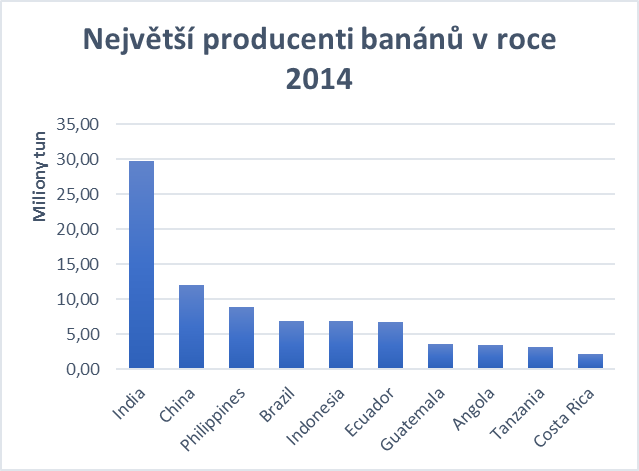 Největší producenti banánů v roce
2014
Miliony tun
35,00
30,00
25,00
20,00
15,00
10,00
5,00
0,00
India
China
Philippines
Brazil
Indonesia
Ecuador
Guatemala
Angola
Tanzania
Costa Rica